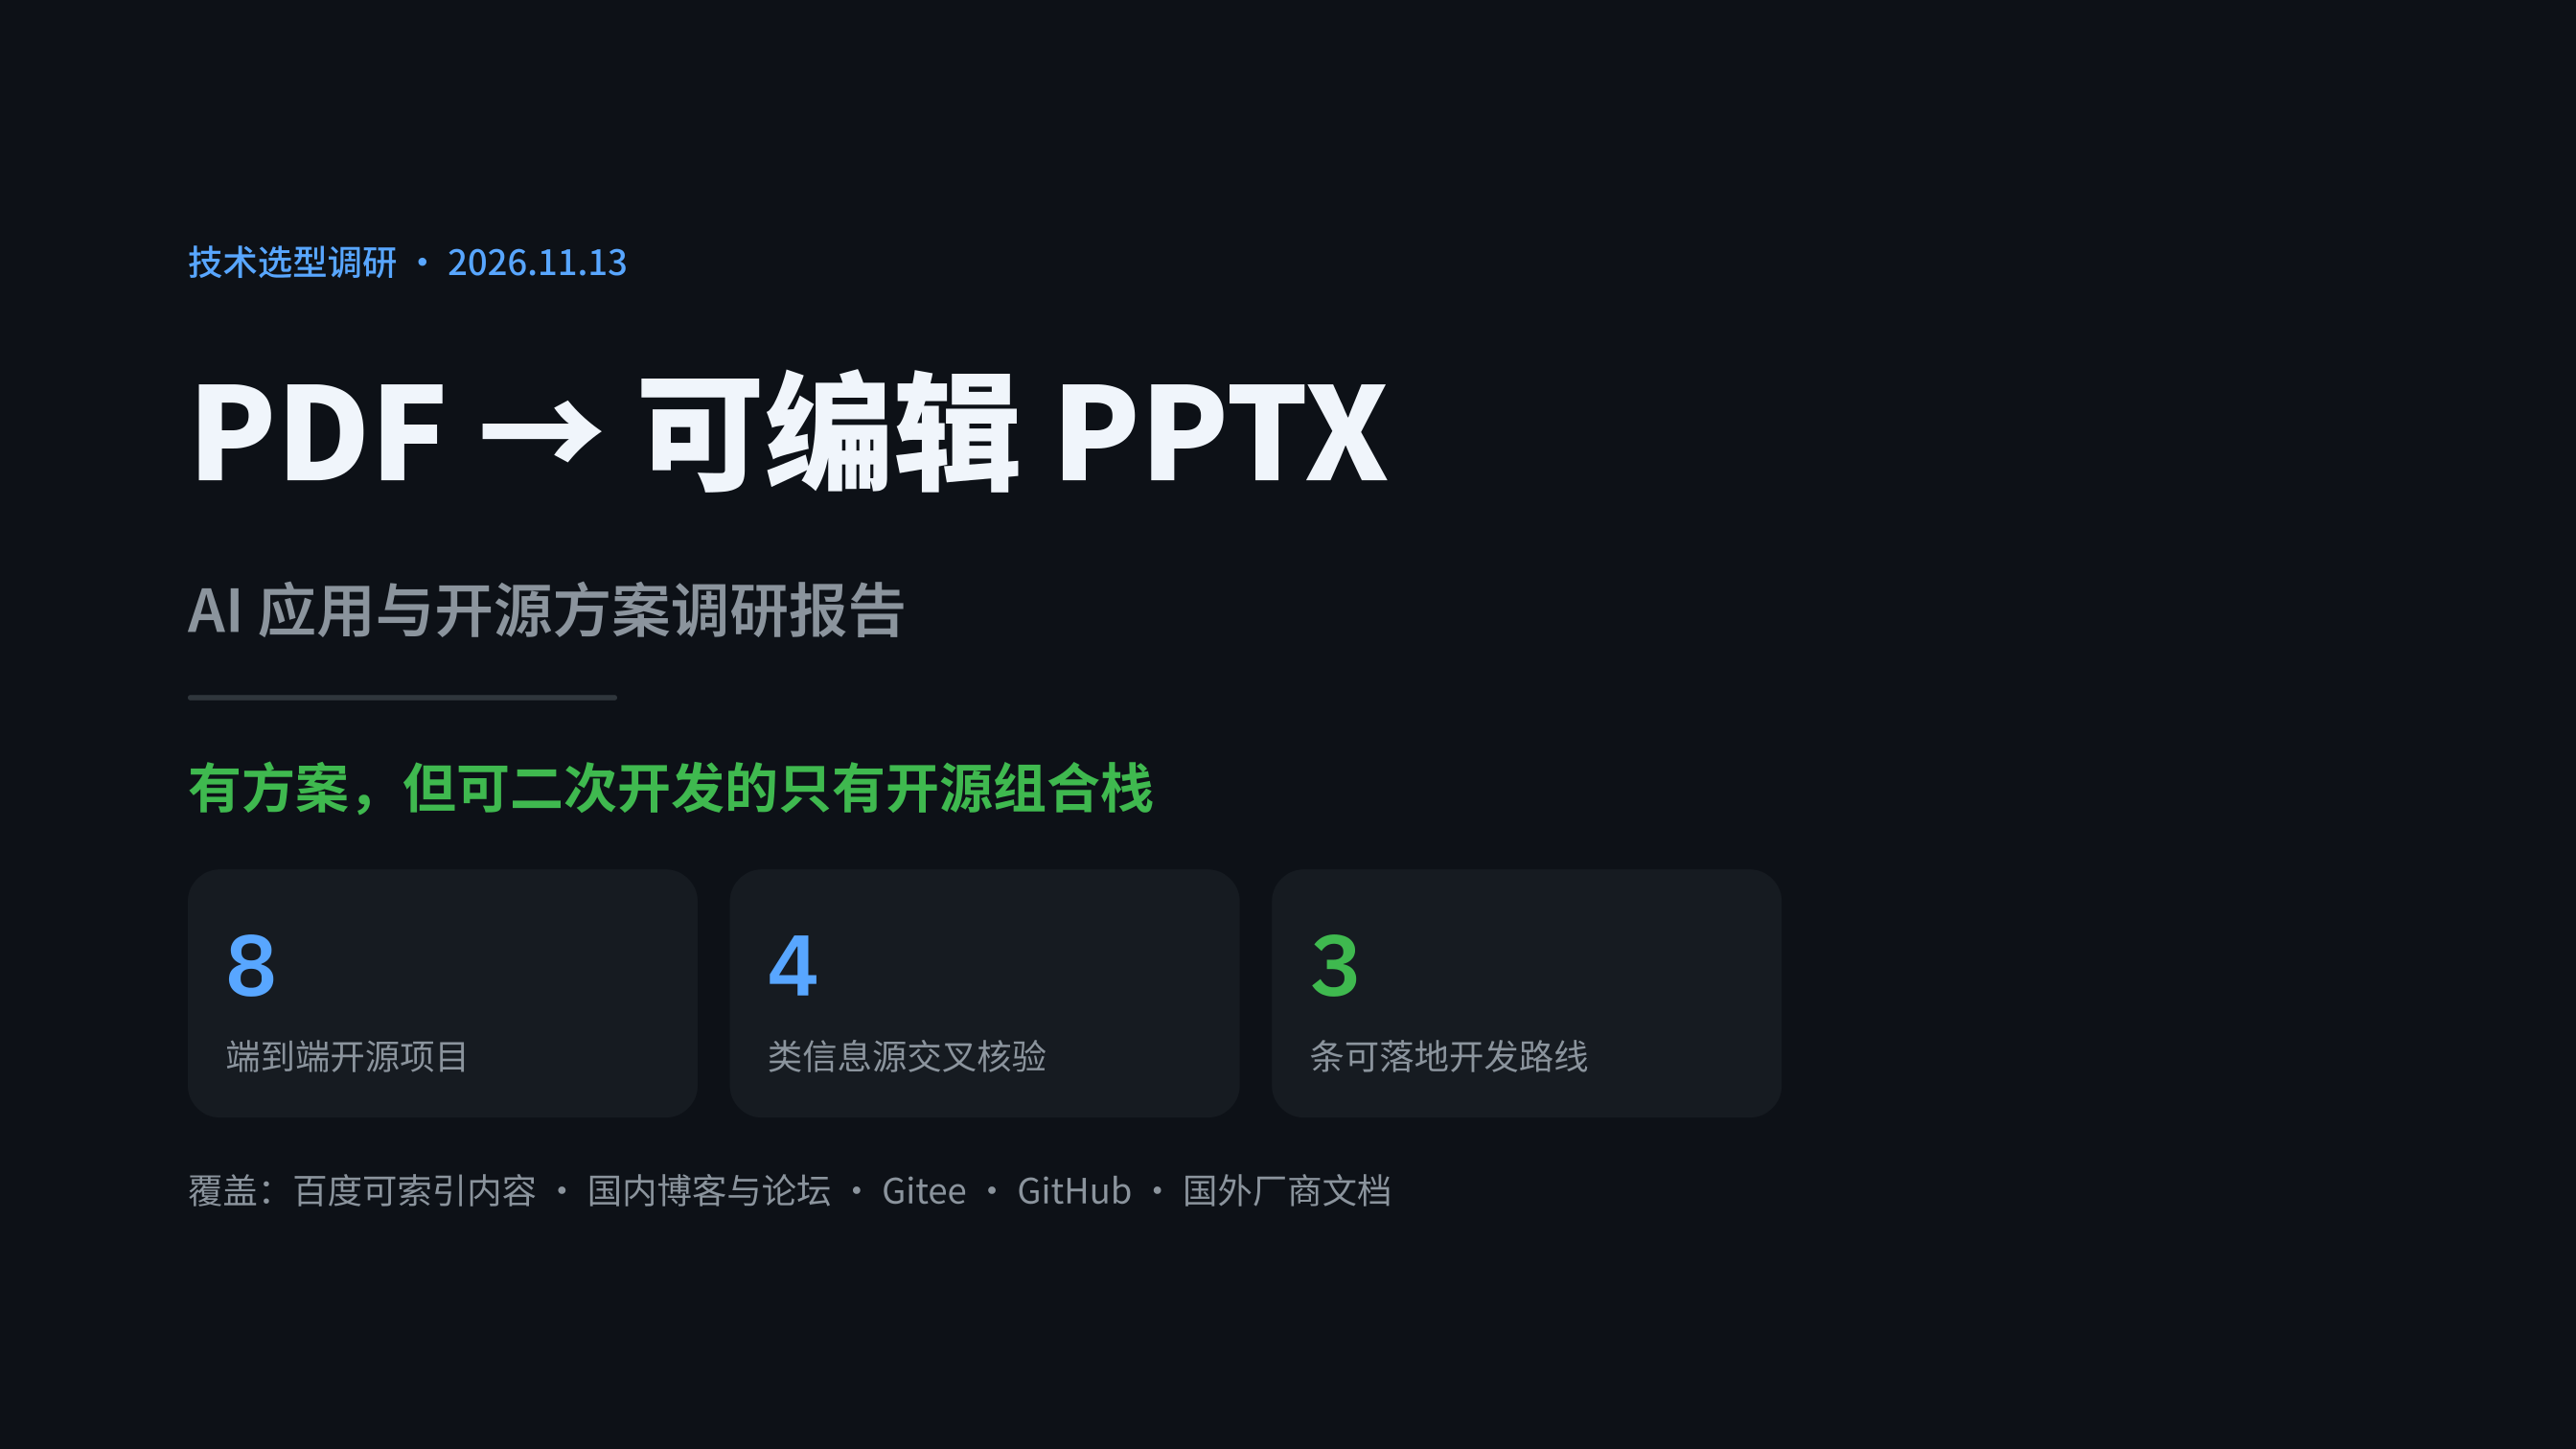 技术选型调研 · 2026.11.13
PDF → 可编辑 PPTX
AI 应用与开源方案调研报告
有方案，但可二次开发的只有开源组合栈
8
端到端开源项目
4
类信息源交叉核验
3
条可落地开发路线
覆盖：百度可索引内容 · 国内博客与论坛 · Gitee · GitHub · 国外厂商文档